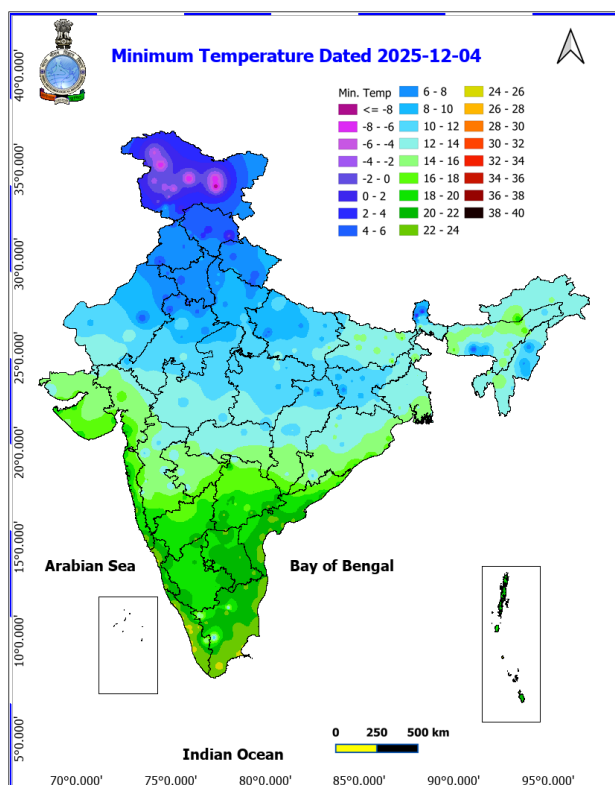 Minimum Temperature Dated 2025-12-04
Min. Temp
<= -8
-8 - -6
-6 - -4
-4 - -2
-2 - 0
0 - 2
2 - 4
4 - 6
6 - 8
8 - 10
10 - 12
12 - 14
14 - 16
16 - 18
18 - 20
20 - 22
22 - 24
24 - 26
26 - 28
28 - 30
30 - 32
32 - 34
34 - 36
36 - 38
38 - 40
40°0.000'
35°0.000'
30°0.000'
25°0.000'
20°0.000'
15°0.000'
10°0.000'
5°0.000'
Arabian Sea
Bay of Bengal
Indian Ocean
0 250 500 km
70°0.000' 75°0.000' 80°0.000' 85°0.000' 90°0.000' 95°0.000'